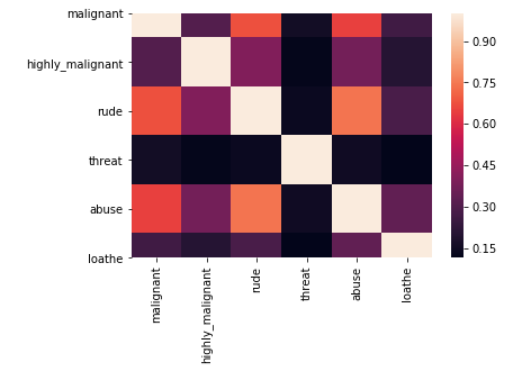 malignant
highly_malignant
rude
threat
abuse
loathe
malignant
highly_malignant
rude
threat
abuse
loathe
0.90
0.75
0.60
0.45
0.30
0.15